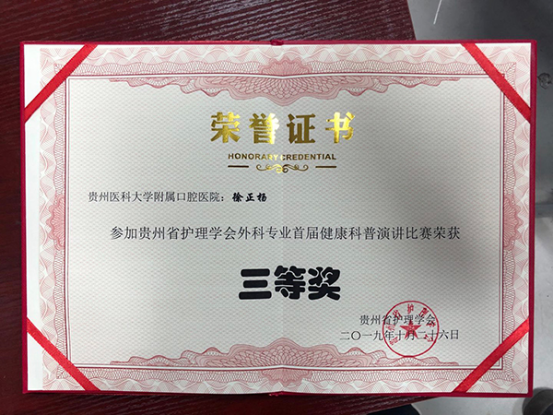 荣誉证书
HONORARY CREDENTIAL
贵州医科大学附属口腔医院：徐正杨
参加贵州省护理学会外科专业首届健康科普演讲比赛荣获
三等奖
贵州省护理学会
二〇一九年十月二十六日